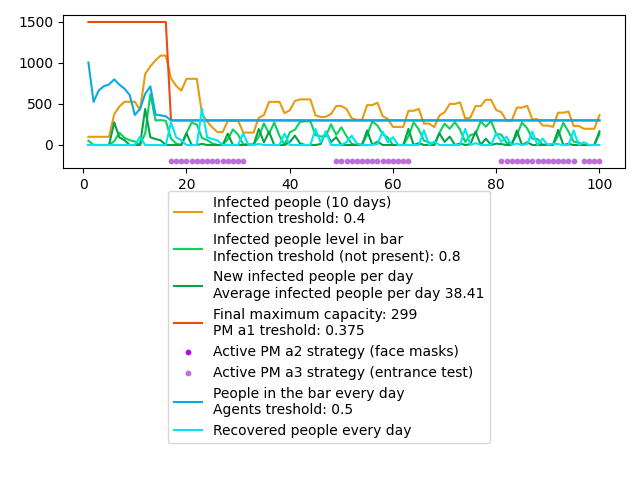 1500
1000
500
0
0 20 40 60 80 100
Infected people (10 days)
Infection treshold: 0.4
Infected people level in bar
Infection treshold (not present): 0.8
New infected people per day
Average infected people per day 38.41
Final maximum capacity: 299
PM a1 treshold: 0.375
Active PM a2 strategy (face masks)
Active PM a3 strategy (entrance test)
People in the bar every day
Agents treshold: 0.5
Recovered people every day